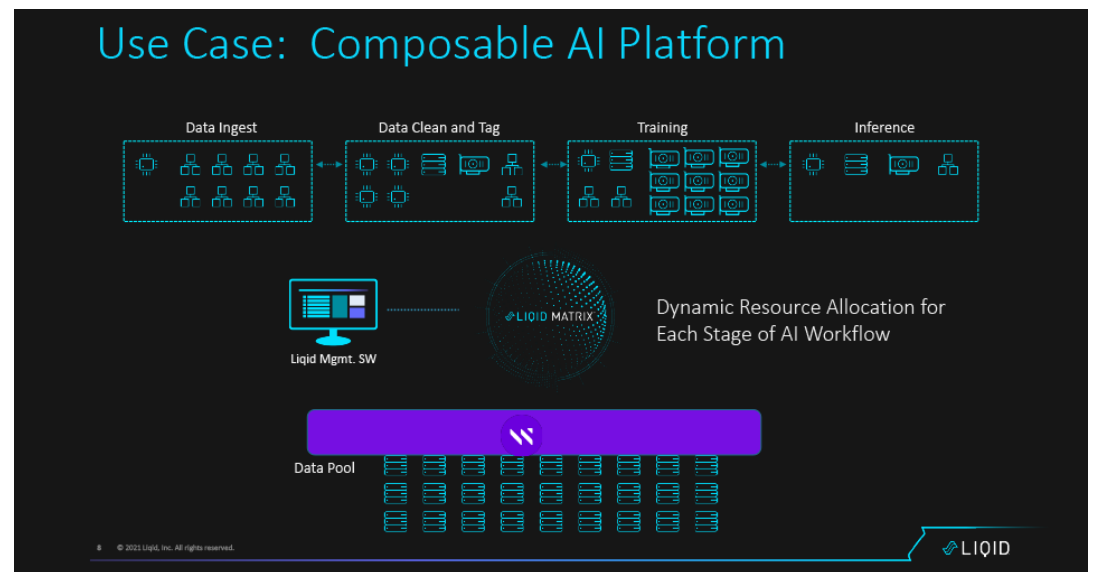 Use Case: Composable AI Platform
Data Ingest
Data Clean and Tag
Training
Inference
LIQID MATRIX
Dynamic Resource Allocation for
Each Stage of AI Workflow
Liqid Mgmt. SW
Data Pool
8 © 2021 Liqid, Inc. All rights reserved.
LIQID